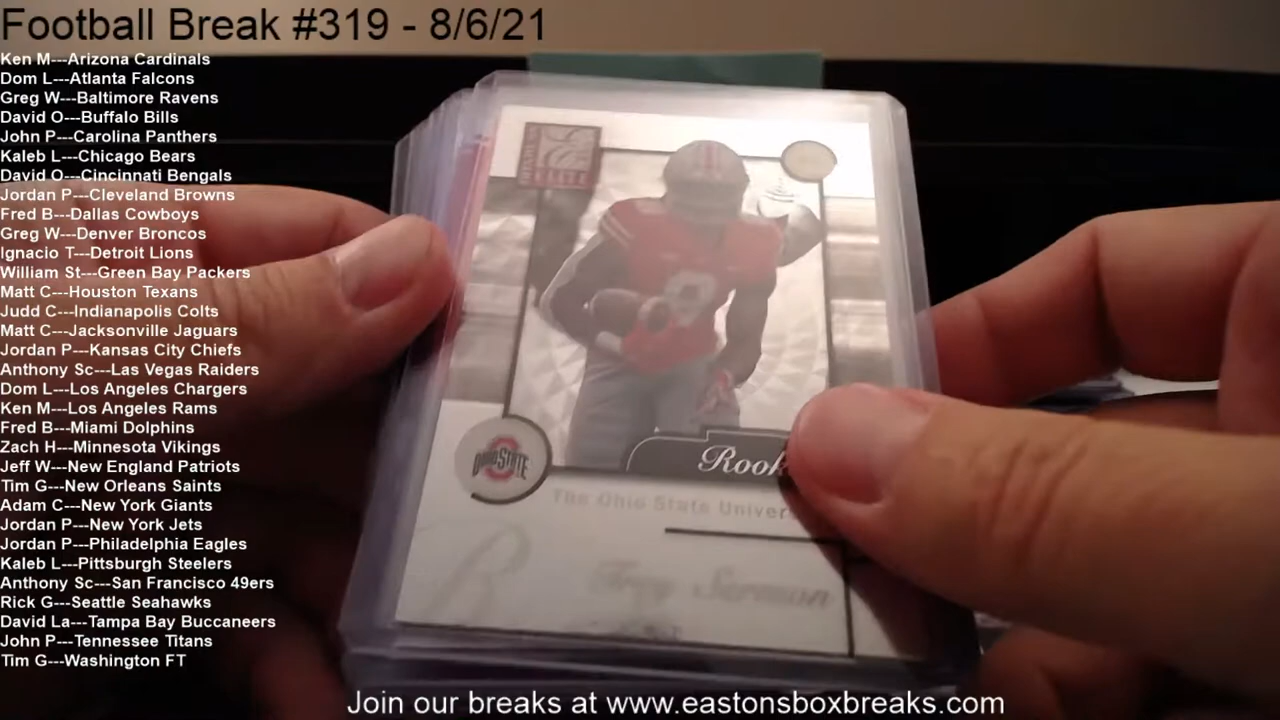 Football Break #319 - 8/6/21
Ken M---Arizona Cardinals
Dom L---Atlanta Falcons
Greg W---Baltimore Ravens
David O---Buffalo Bills
John P---Carolina Panthers
Kaleb L---Chicago Bears
David O---Cincinnati Bengals
Jordan P---Cleveland Browns
Fred B---Dallas Cowboys
Greg W---Denver Broncos
Ignacio T---Detroit Lions
William St---Green Bay Packers
Matt C---Houston Texans
Judd C---Indianapolis Colts
Matt C---Jacksonville Jaguars
Jordan P---Kansas City Chiefs
Anthony Sc---Las Vegas Raiders
Dom L---Los Angeles Chargers
Ken M---Los Angeles Rams
Fred B---Miami Dolphins
Zach H---Minnesota Vikings
Jeff W---New England Patriots
Tim G---New Orleans Saints
Adam C---New York Giants
Jordan P---New York Jets
Jordan P---Philadelphia Eagles
Kaleb L---Pittsburgh Steelers
Anthony Sc---San Francisco 49ers
Rick G---Seattle Seahawks
David La---Tampa Bay Buccaneers
John P---Tennessee Titans
Tim G---Washington FT
ELITE
8
OHIO STATE
Rook
The Ohio State Univer
Trey Sermon
Join our breaks at www.eastonsboxbreaks.com